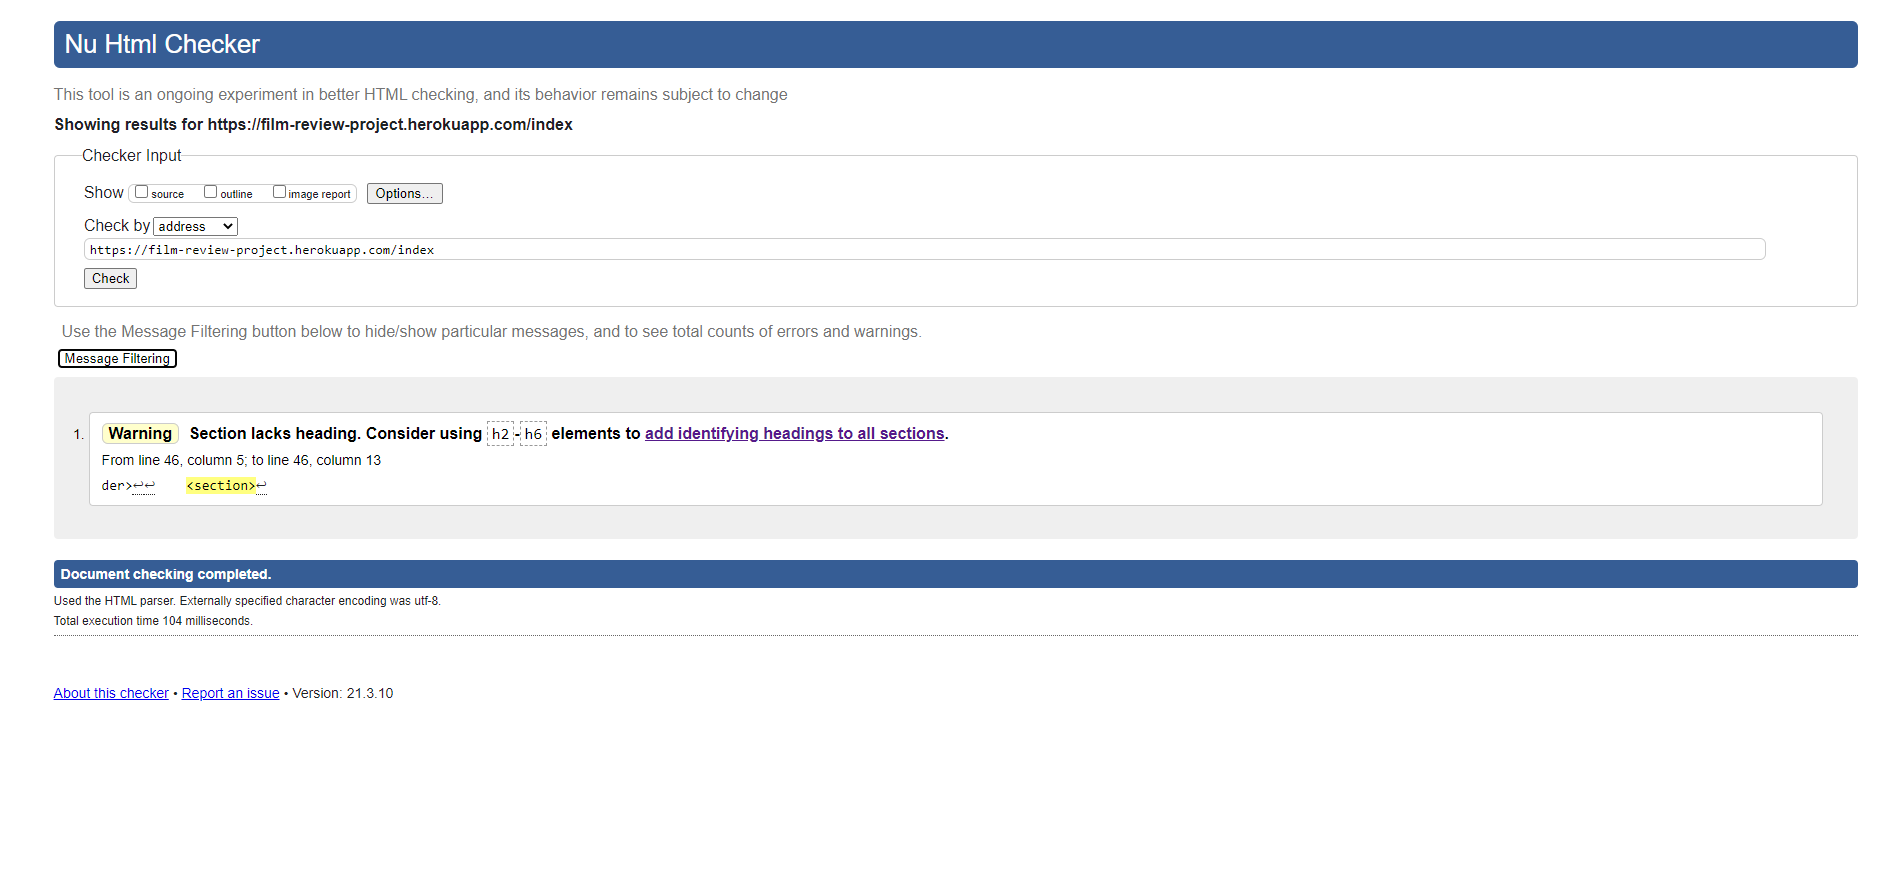 Nu Html Checker
This tool is an ongoing experiment in better HTML checking, and its behavior remains subject to change
Showing results for https://film-review-project.herokuapp.com/index
Checker Input
Show source outline image report Options...
Check by address
https://film-review-project.herokuapp.com/index
Check
Use the Message Filtering button below to hide/show particular messages, and to see total counts of errors and warnings.
Message Filtering
1. Warning Section lacks heading. Consider using h2-h6 elements to add identifying headings to all sections.
From line 46, column 5; to line 46, column 13
der>↩↩ <section>↩
Document checking completed.
Used the HTML parser. Externally specified character encoding was utf-8.
Total execution time 104 milliseconds.
About this checker • Report an issue • Version: 21.3.10